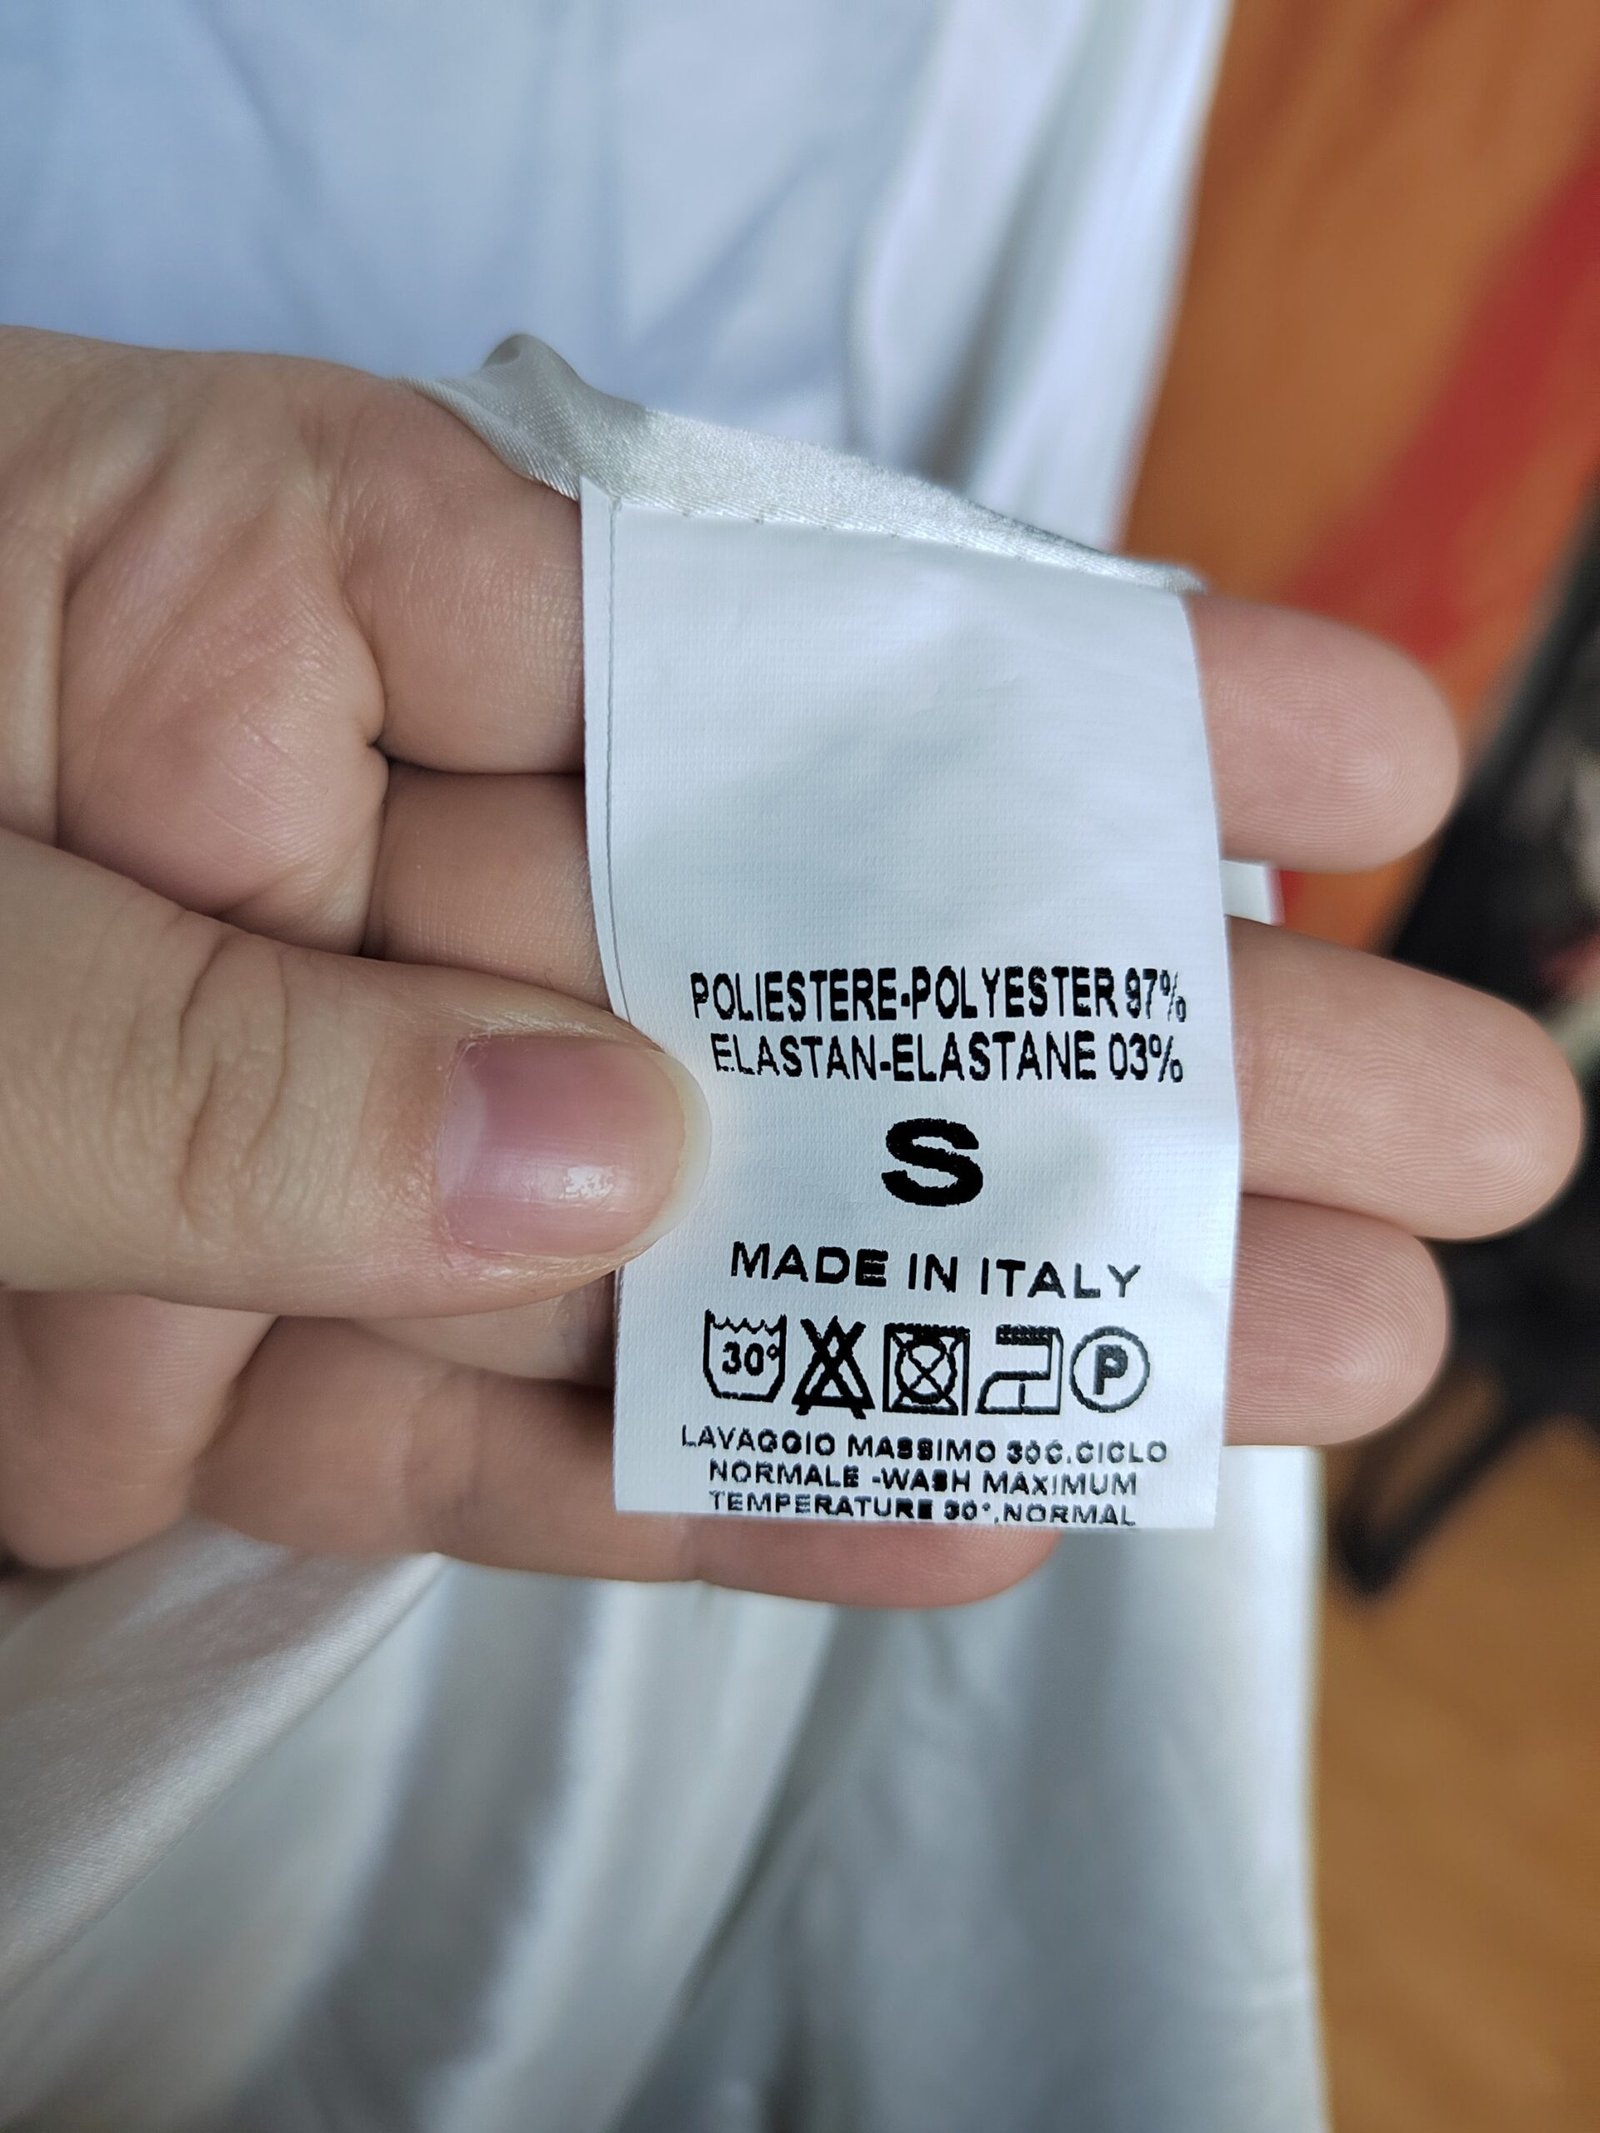 POLIESTERE-POLYESTER 97%
ELASTAN-ELASTANE 03%
S
MADE IN ITALY
30° P
LAVAGGIO MASSIMO 30C.CICLO
NORMALE -WASH MAXIMUM
TEMPERATURE 30°,NORMAL